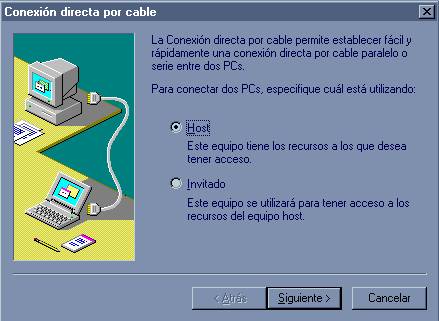 Conexión directa por cable
La Conexión directa por cable permite establecer fácil y
rápidamente una conexión directa por cable paralelo o
serie entre dos PCs.
Para conectar dos PCs, especifique cuál está utilizando:
Host
Este equipo tiene los recursos a los que desea
tener acceso.
Invitado
Este equipo se utilizará para tener acceso a los
recursos del equipo host.
< Atrás Siguiente > Cancelar